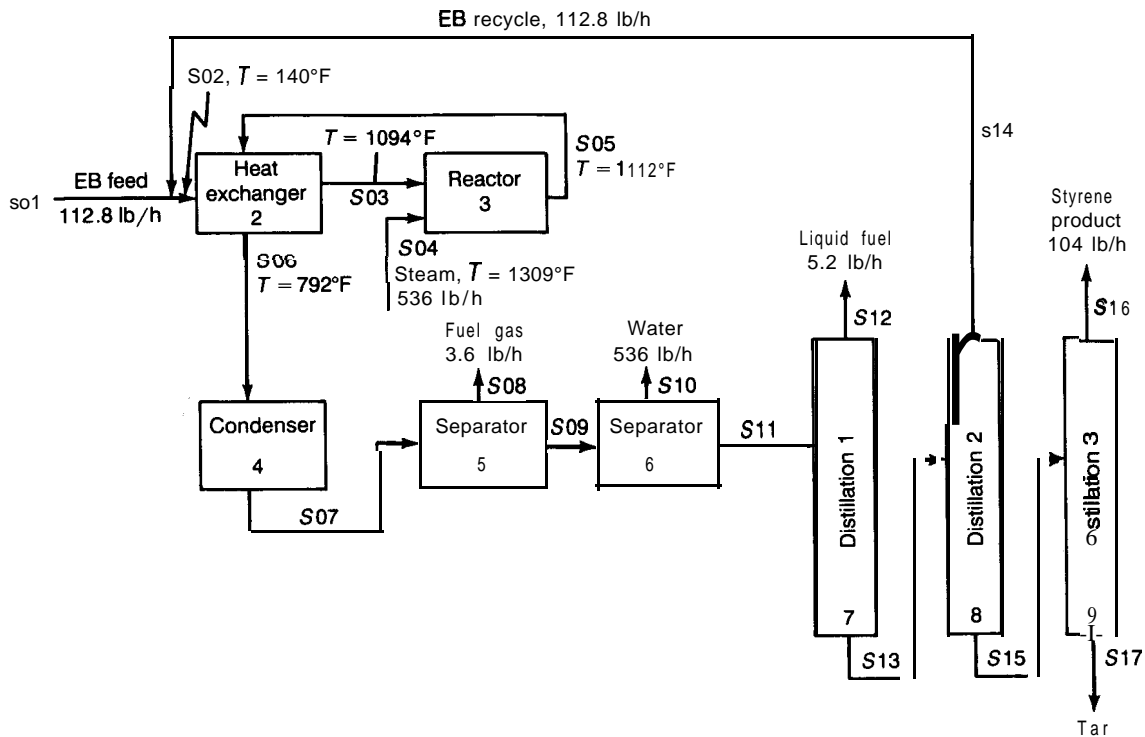 EB recycle, 112.8 lb/h
S02, T = 140°F
s14
T = 1094°F
S05
T = 1112°F
EB feed
so1
112.8 lb/h
Heat
exchanger
2
S03
Reactor
3
S04
Steam, T = 1309°F
536 lb/h
S06
T = 792°F
Styrene
product
104 lb/h
Liquid fuel
5.2 lb/h
S16
S12
Fuel gas
3.6 lb/h
S08
Water
536 lb/h
S10
Condenser
4
Separator
5
S09
Separator
6
S11
S07
Distillation 1
7
Distillation 2
8
stillation 3
6
9
S13
S15
S17
Tar